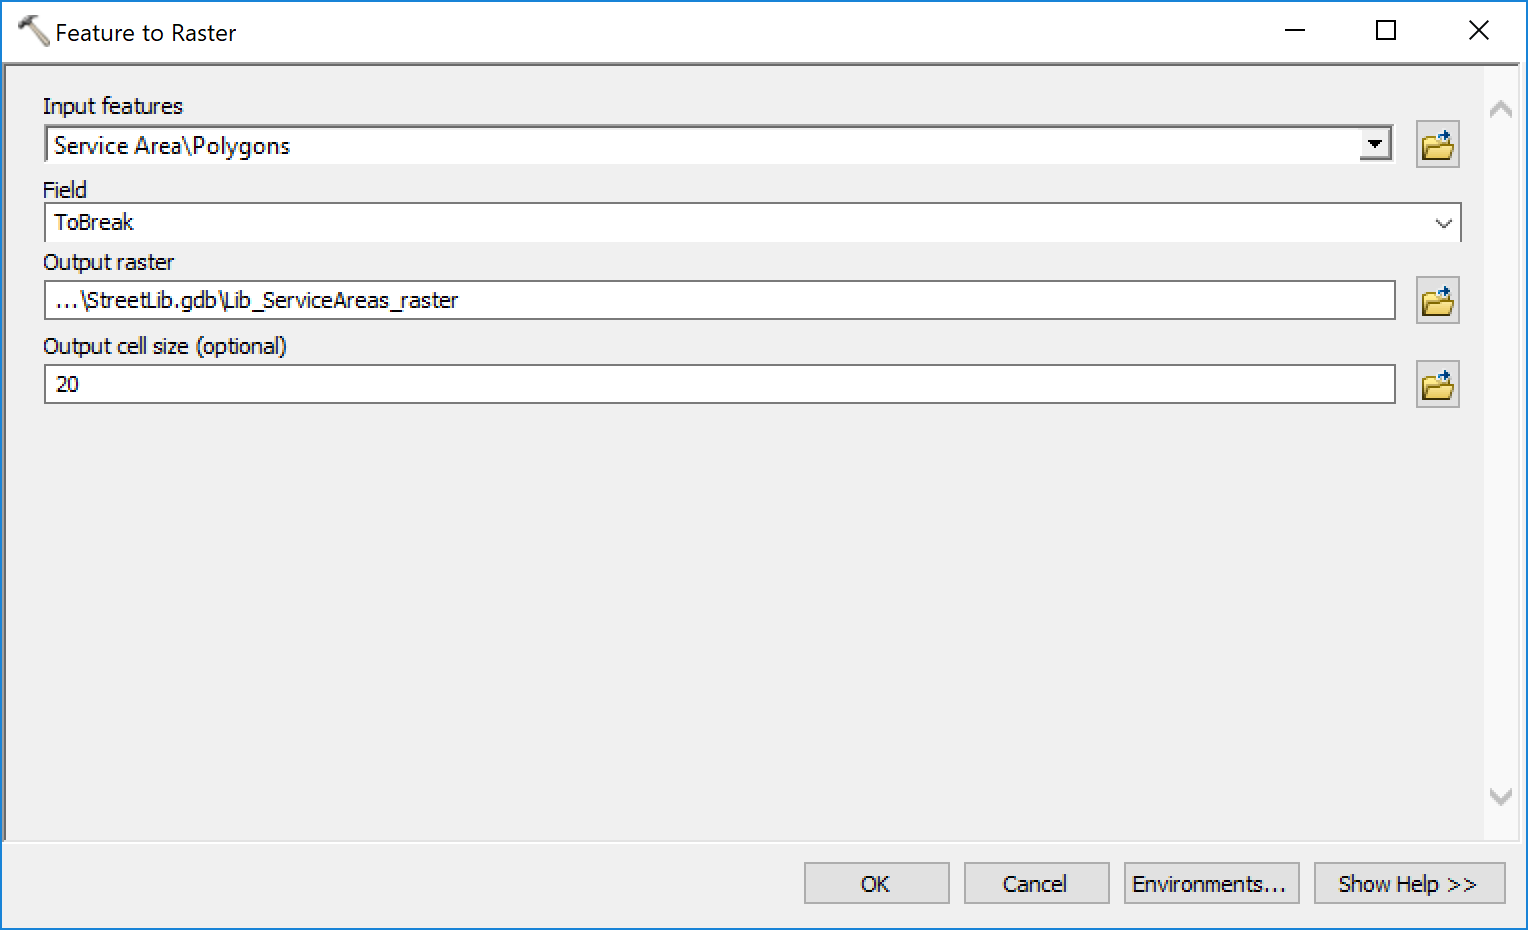 Feature to Raster
Input features
Service Area\Polygons
Field
ToBreak
Output raster
...\StreetLib.gdb\Lib_ServiceAreas_raster
Output cell size (optional)
20
OK Cancel Environments... Show Help >>